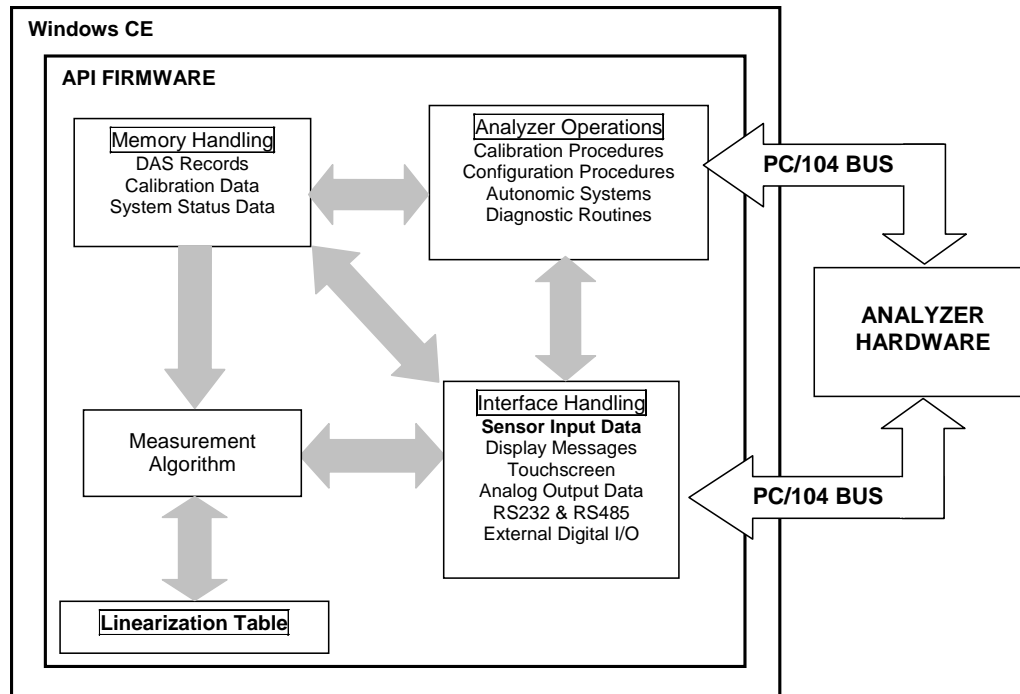 Windows CE
API FIRMWARE
Memory Handling
DAS Records
Calibration Data
System Status Data
Analyzer Operations
Calibration Procedures
Configuration Procedures
Autonomic Systems
Diagnostic Routines
PC/104 BUS
ANALYZER
HARDWARE
Measurement
Algorithm
Interface Handling
Sensor Input Data
Display Messages
Touchscreen
Analog Output Data
RS232 & RS485
External Digital I/O
PC/104 BUS
Linearization Table